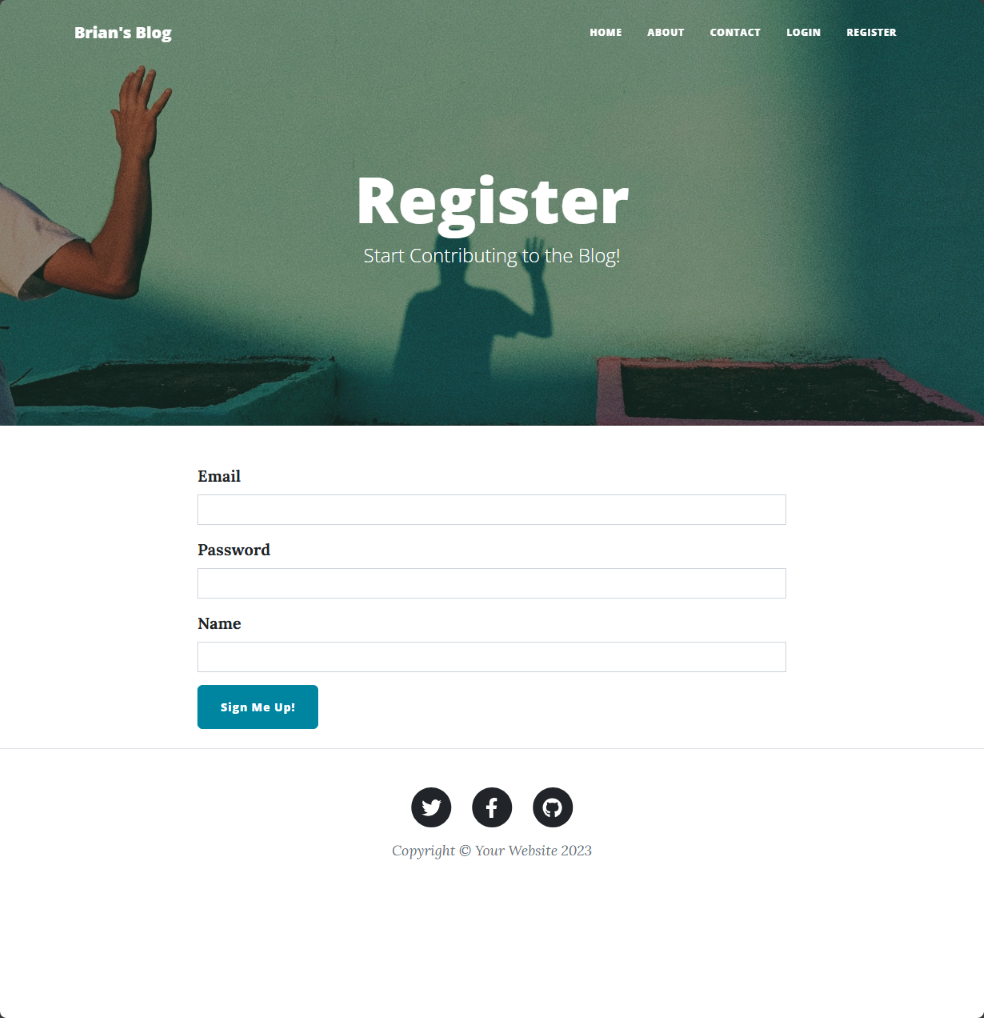 Brian's Blog
HOME ABOUT CONTACT LOGIN REGISTER
Register
Start Contributing to the Blog!
Email
Password
Name
Sign Me Up!
Copyright © Your Website 2023